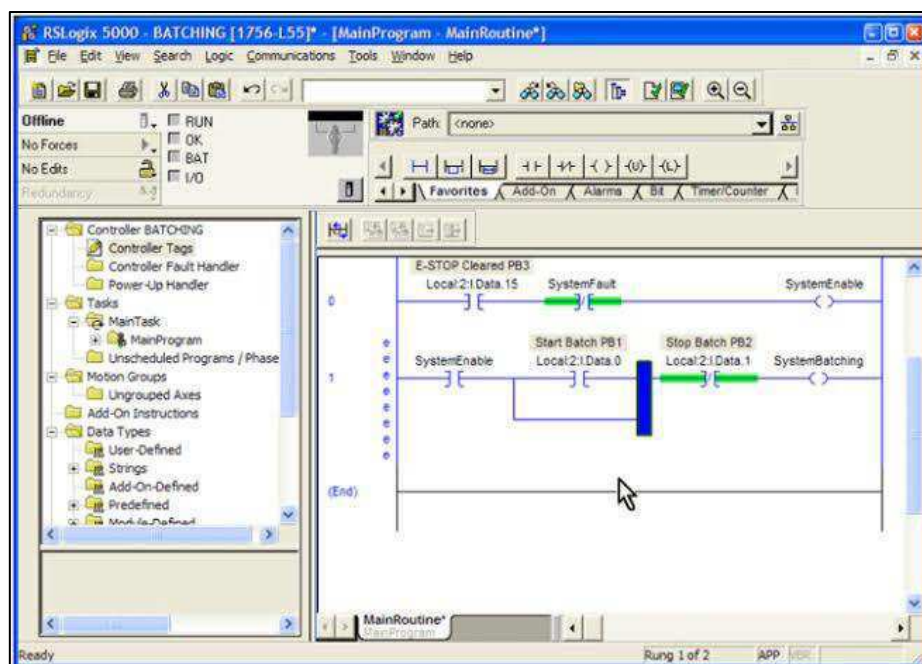 RSLogix 5000 - BATCHING [1756-L55]* - [MainProgram - MainRoutine*]
File Edit View Search Logic Communications Tools Window Help
Offline
RUN
Path: <none>
No Forces
OK
No Edits
BAT
I/O
Redundancy
Favorites Add-On Alarms Bit Timer/Counter
Controller BATCHING
Controller Tags
Controller Fault Handler
Power-Up Handler
Tasks
MainTask
MainProgram
Unscheduled Programs / Phase
Motion Groups
Ungrouped Axes
Add-On Instructions
Data Types
User-Defined
Strings
Add-On-Defined
Predefined
Module-Defined
E-STOP Cleared PB3
Local:2:I.Data.15 SystemFault SystemEnable
0
Start Batch PB1 Stop Batch PB2
SystemEnable Local:2:I.Data.0 Local:2:I.Data.1 SystemBatching
1
e
e
e
e
e
e
e
e
(End)
MainRoutine*
MainProgram
Ready
Rung 1 of 2 APP VER